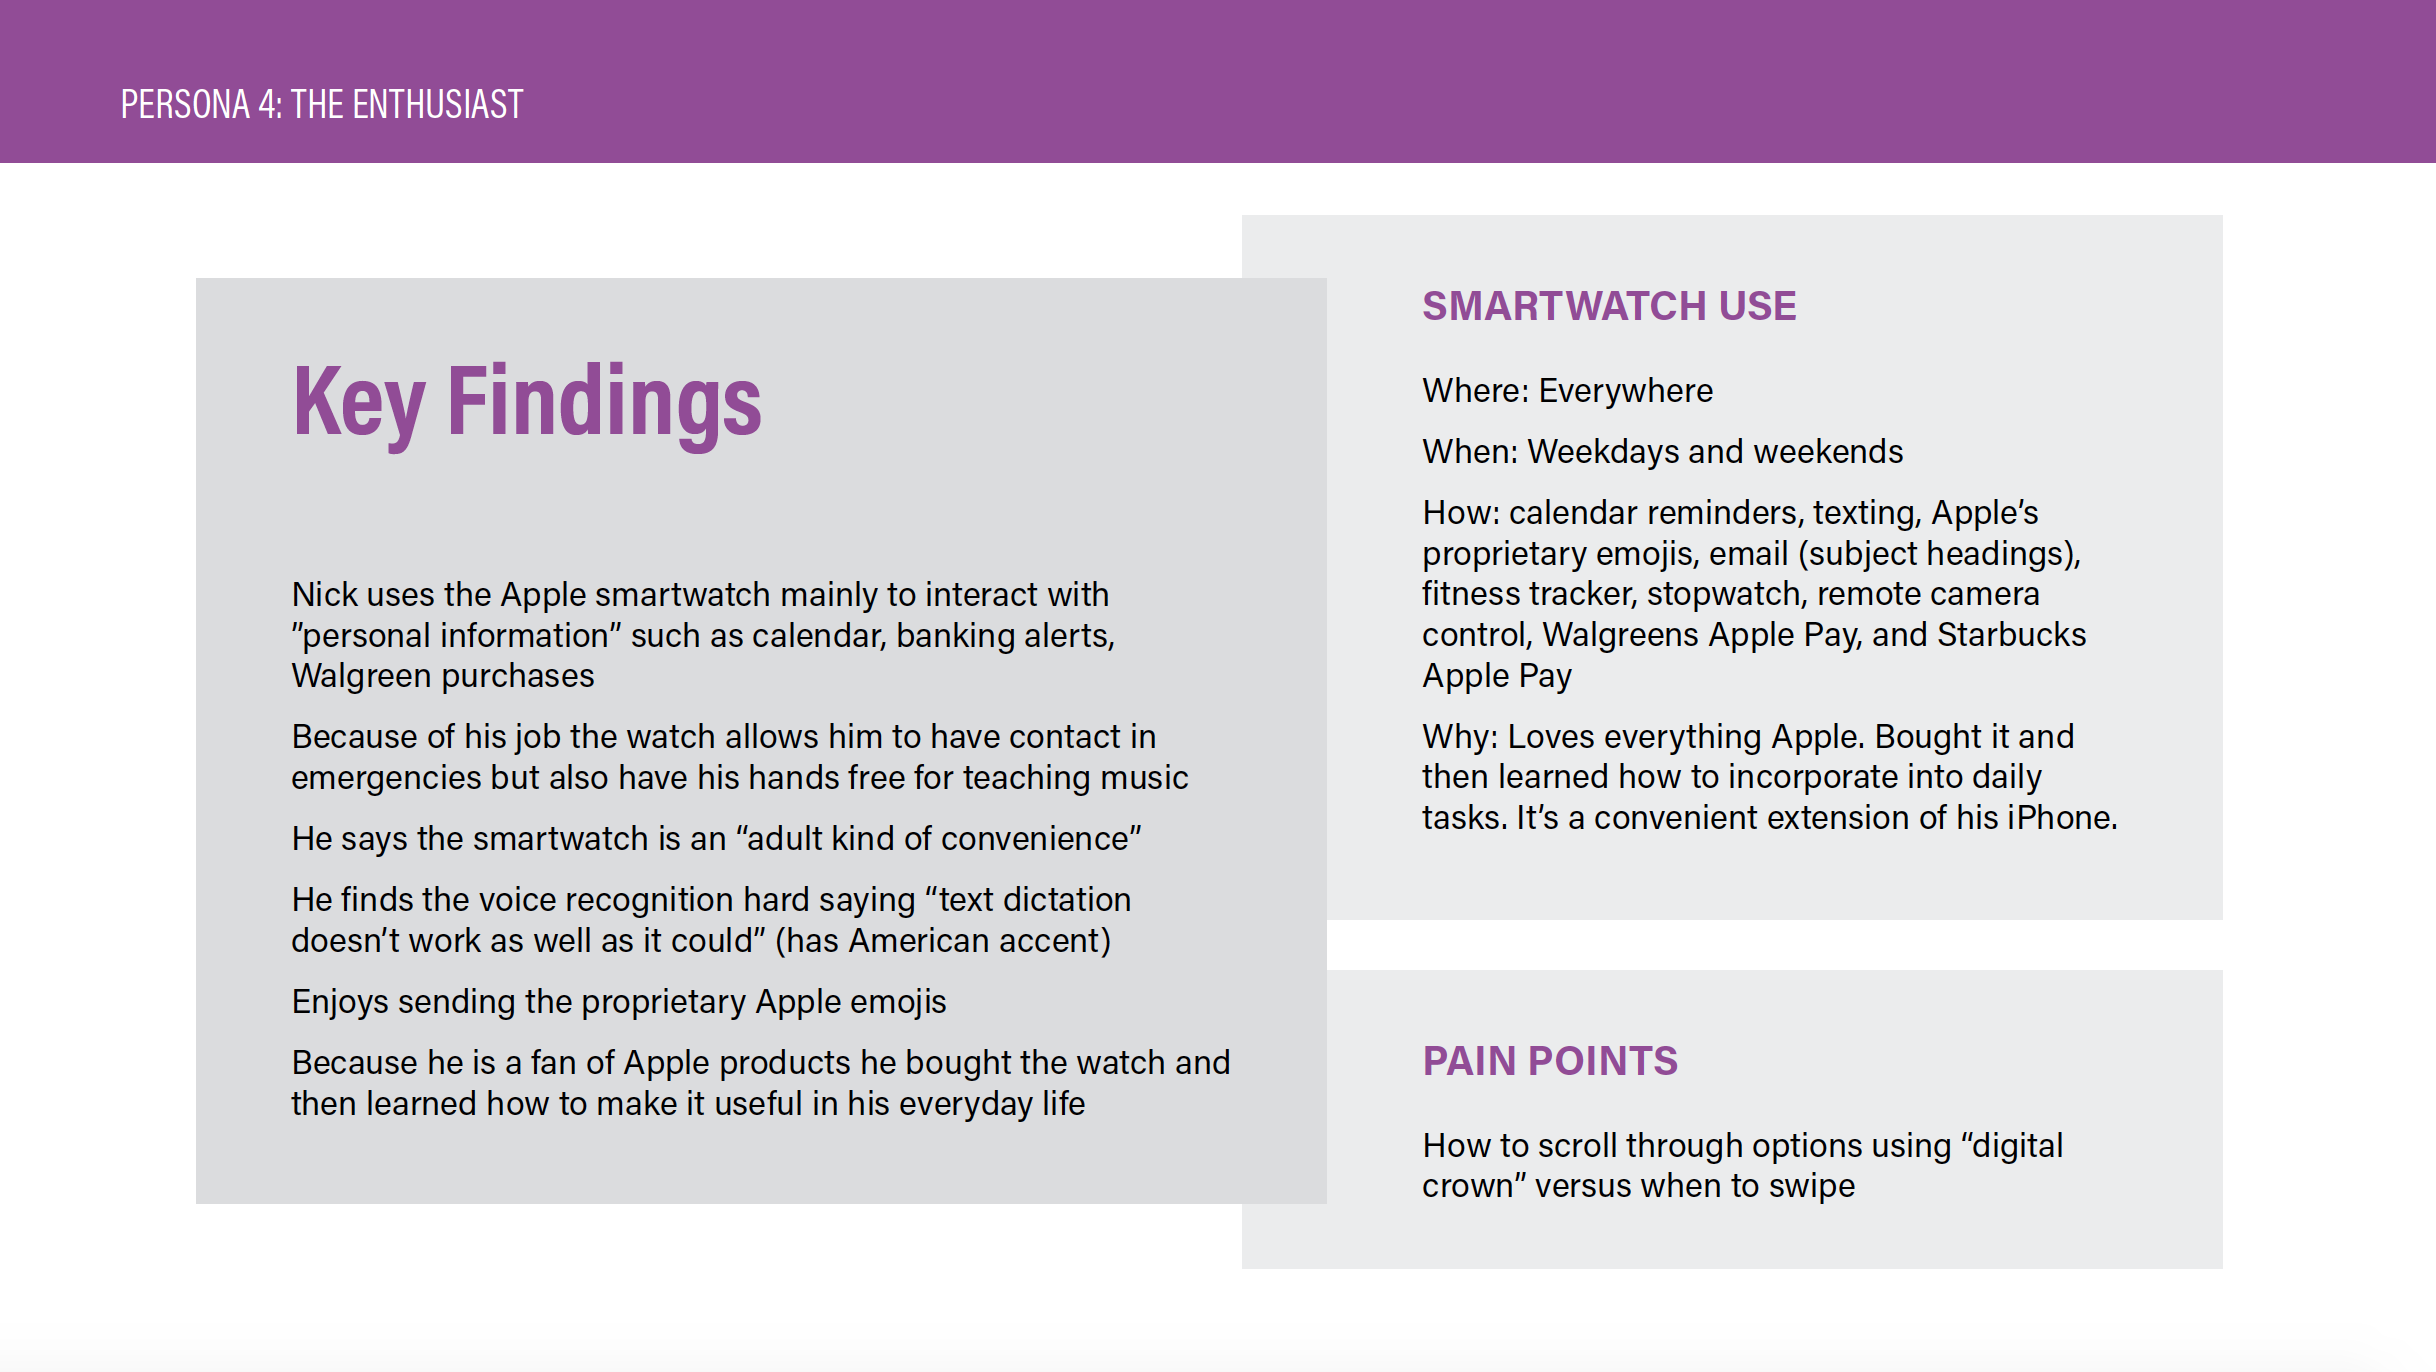 PERSONA 4: THE ENTHUSIAST
Key Findings
Nick uses the Apple smartwatch mainly to interact with
”personal information” such as calendar, banking alerts,
Walgreen purchases
Because of his job the watch allows him to have contact in
emergencies but also have his hands free for teaching music
He says the smartwatch is an “adult kind of convenience”
He finds the voice recognition hard saying “text dictation
doesn’t work as well as it could” (has American accent)
Enjoys sending the proprietary Apple emojis
Because he is a fan of Apple products he bought the watch and
then learned how to make it useful in his everyday life
SMARTWATCH USE
Where: Everywhere
When: Weekdays and weekends
How: calendar reminders, texting, Apple’s
proprietary emojis, email (subject headings),
fitness tracker, stopwatch, remote camera
control, Walgreens Apple Pay, and Starbucks
Apple Pay
Why: Loves everything Apple. Bought it and
then learned how to incorporate into daily
tasks. It’s a convenient extension of his iPhone.
PAIN POINTS
How to scroll through options using “digital
crown” versus when to swipe